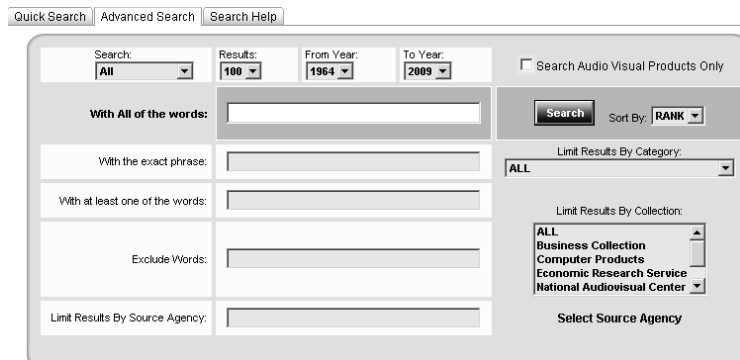 Quick Search Advanced Search Search Help
Search: Results: From Year: To Year:
All 100 1964 2009 Search Audio Visual Products Only
With All of the words: Search Sort By: RANK
With the exact phrase: Limit Results By Category:
ALL
With at least one of the words:
Limit Results By Collection:
ALL
Business Collection
Exclude Words: Computer Products
Economic Research Service
National Audiovisual Center
Limit Results By Source Agency: Select Source Agency